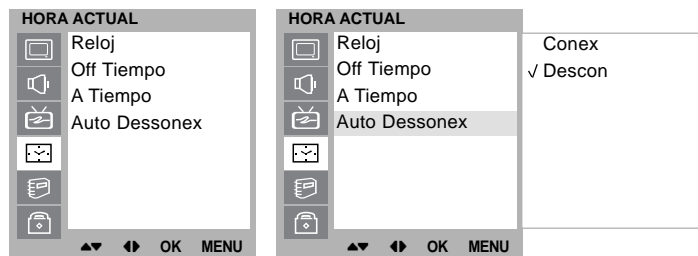 HORA ACTUAL
Reloj
Off Tiempo
A Tiempo
Auto Dessonex
OK MENU
HORA ACTUAL
Reloj
Off Tiempo
A Tiempo
Auto Dessonex
OK MENU
Conex
√ Descon